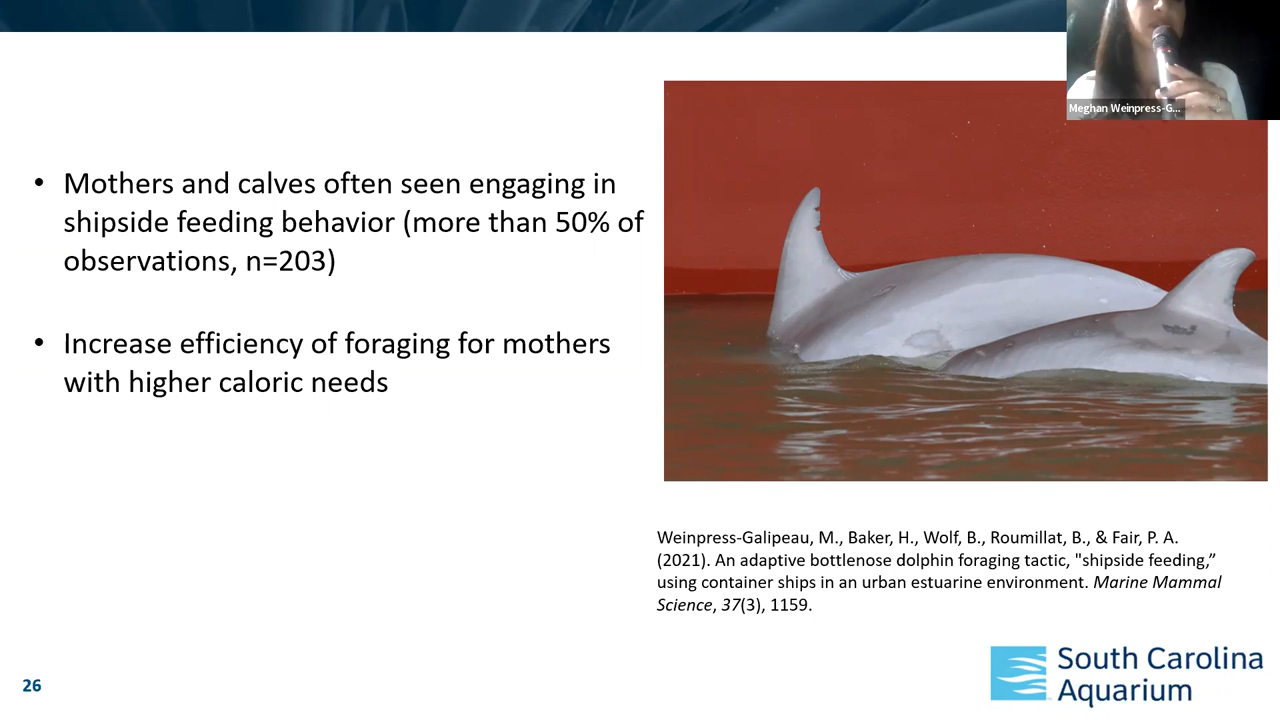 Meghan Weinpress-G...
• Mothers and calves often seen engaging in
shipside feeding behavior (more than 50% of
observations, n=203)
• Increase efficiency of foraging for mothers
with higher caloric needs
Weinpress-Galipeau, M., Baker, H., Wolf, B., Roumillat, B., & Fair, P. A.
(2021). An adaptive bottlenose dolphin foraging tactic, "shipside feeding,”
using container ships in an urban estuarine environment. Marine Mammal
Science, 37(3), 1159.
26
South Carolina
Aquarium